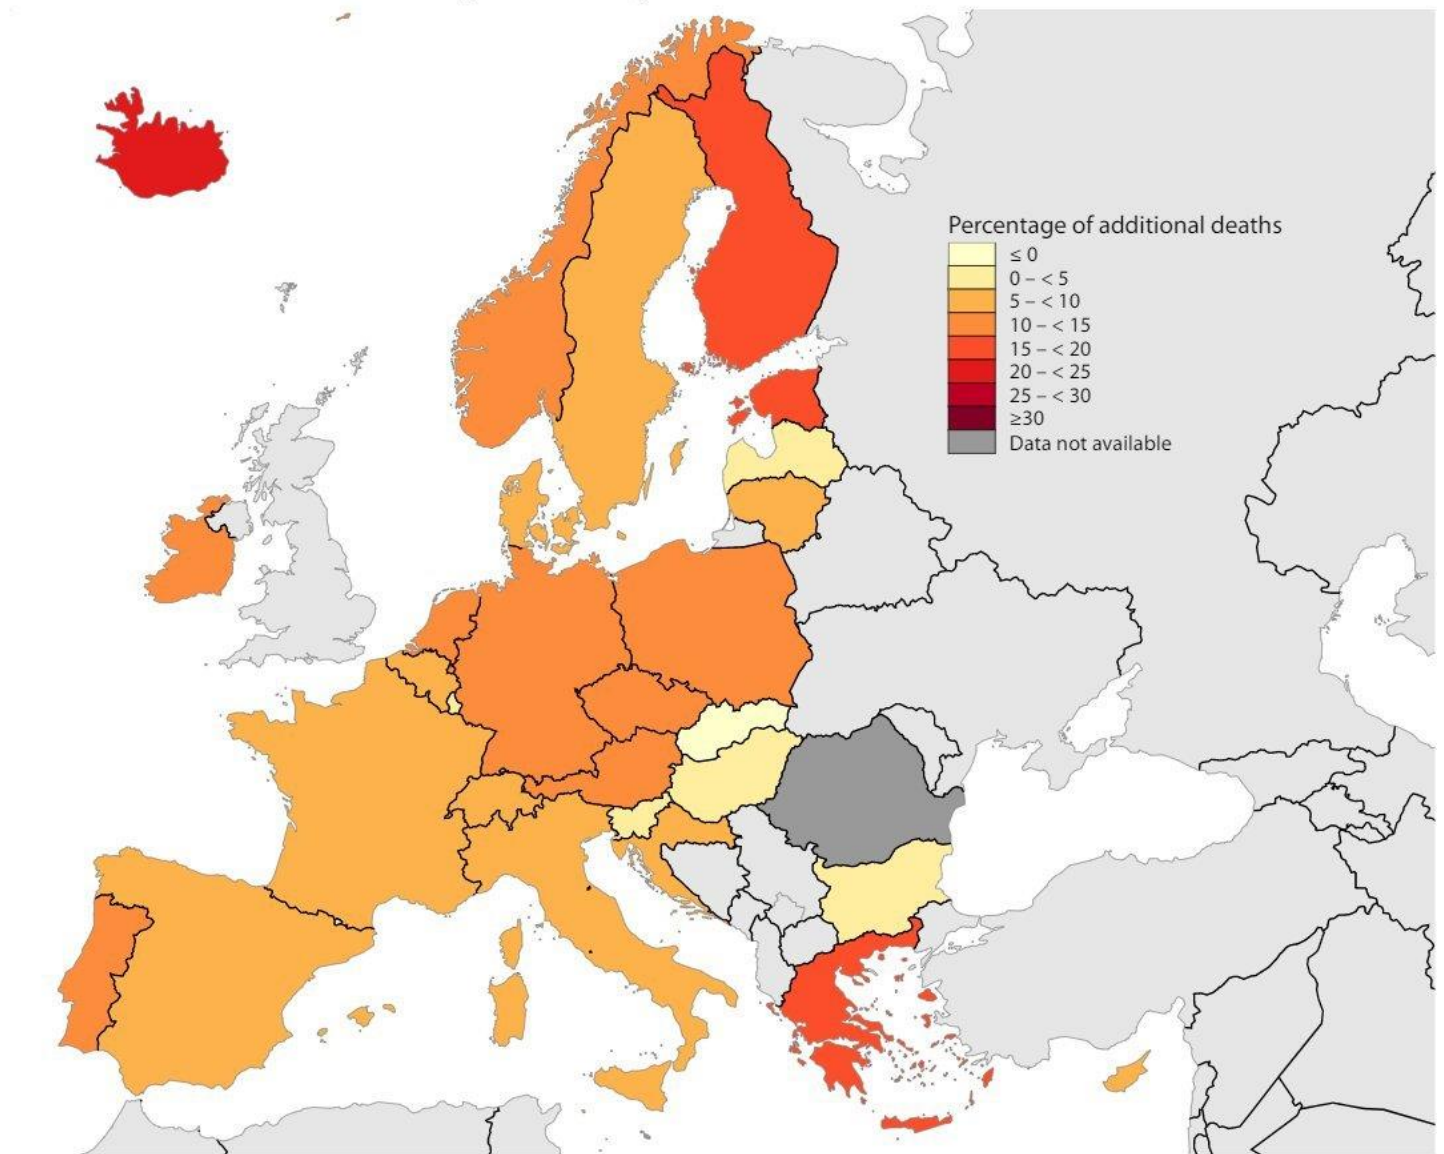 Percentage of additional deaths
≤ 0
0 – < 5
5 – < 10
10 – < 15
15 – < 20
20 – < 25
25 – < 30
≥30
Data not available